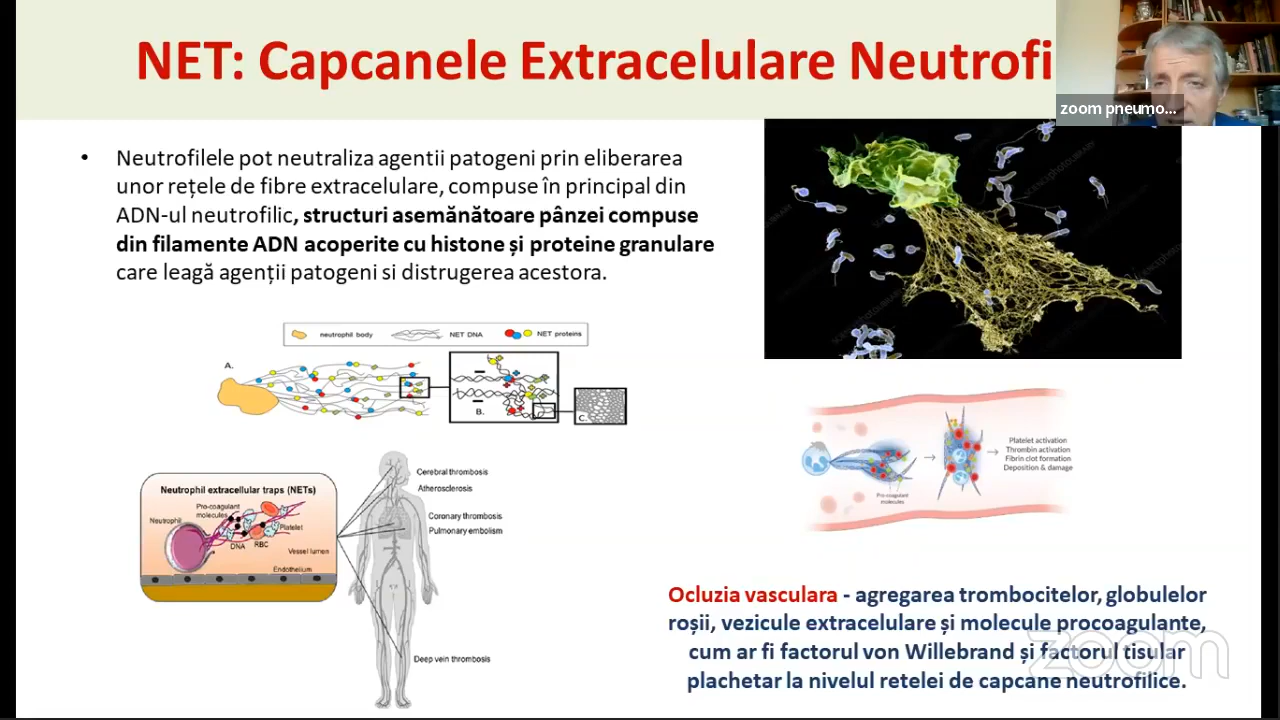 NET: Capcanele Extracelulare Neutrofi
zoom pneumo...
• Neutrofilele pot neutraliza agentii patogeni prin eliberarea
unor rețele de fibre extracelulare, compuse în principal din
ADN-ul neutrofilic, structuri asemănătoare pânzei compuse
din filamente ADN acoperite cu histone și proteine granulare
care leagă agenții patogeni si distrugerea acestora.
neutrophil body
NET DNA
NET proteins
A.
B.
C.
Platelet activation
Thrombin activation
Fibrin clot formation
Deposition & damage
Pro-coagulant
molecules
Neutrophil extracellular traps (NETs)
Pro-coagulant
molecules
Neutrophil
Platelet
DNA
RBC
Vessel lumen
Endothelium
Cerebral thrombosis
Atherosclerosis
Coronary thrombosis
Pulmonary embolism
Deep vein thrombosis
Ocluzia vasculara - agregarea trombocitelor, globulelor
roșii, vezicule extracelulare și molecule procoagulante,
cum ar fi factorul von Willebrand și factorul tisular
plachetar la nivelul retelei de capcane neutrofilice.
zoom